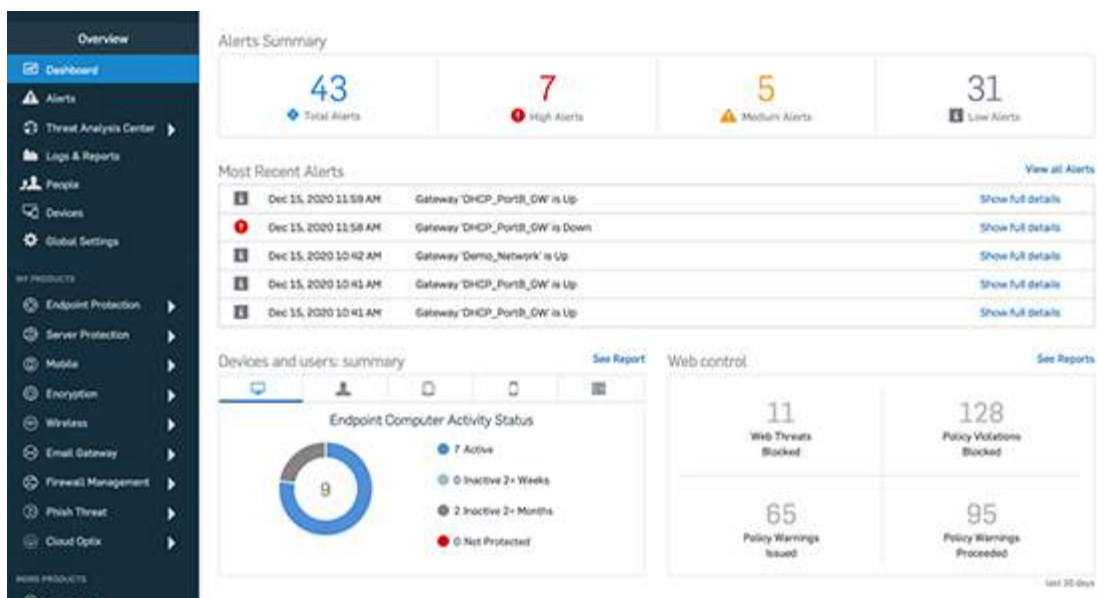 Overview
Dashboard
Alerts
Threat Analysis Center
Logs & Reports
People
Devices
Global Settings
MY PRODUCTS
Endpoint Protection
Server Protection
Mobile
Encryption
Wireless
Email Gateway
Firewall Management
Phish Threat
Cloud Optix
MORE PRODUCTS
Alerts Summary
43
Total Alerts
7
High Alerts
5
Medium Alerts
31
Low Alerts
Most Recent Alerts
View all Alerts
Dec 15, 2020 11:59 AM Gateway 'DHCP_PortB_GW' is Up Show full details
Dec 15, 2020 11:58 AM Gateway 'DHCP_PortB_GW' is Down Show full details
Dec 15, 2020 10:42 AM Gateway 'Demo_Network' is Up Show full details
Dec 15, 2020 10:41 AM Gateway 'DHCP_PortB_GW' is Up Show full details
Dec 15, 2020 10:41 AM Gateway 'DHCP_PortB_GW' is Up Show full details
Devices and users: summary
See Report
Endpoint Computer Activity Status
9
7 Active
0 Inactive 2+ Weeks
2 Inactive 2+ Months
0 Not Protected
Web control
See Reports
11
Web Threats
Blocked
128
Policy Violations
Blocked
65
Policy Warnings
Issued
95
Policy Warnings
Proceeded
last 30 days